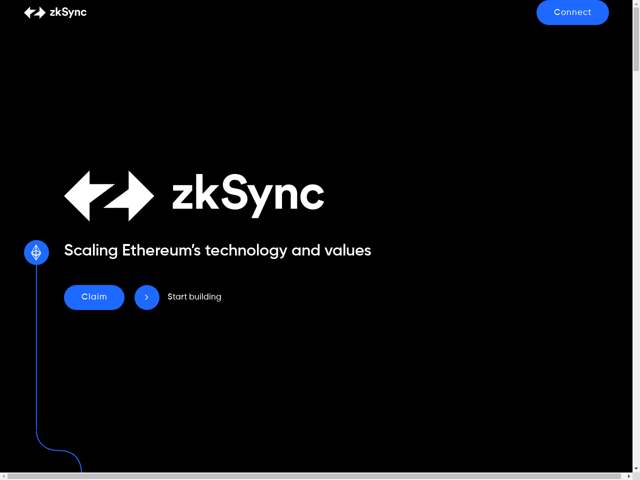 zkSync
Connect
zkSync
Scaling Ethereum's technology and values
Claim
Start building